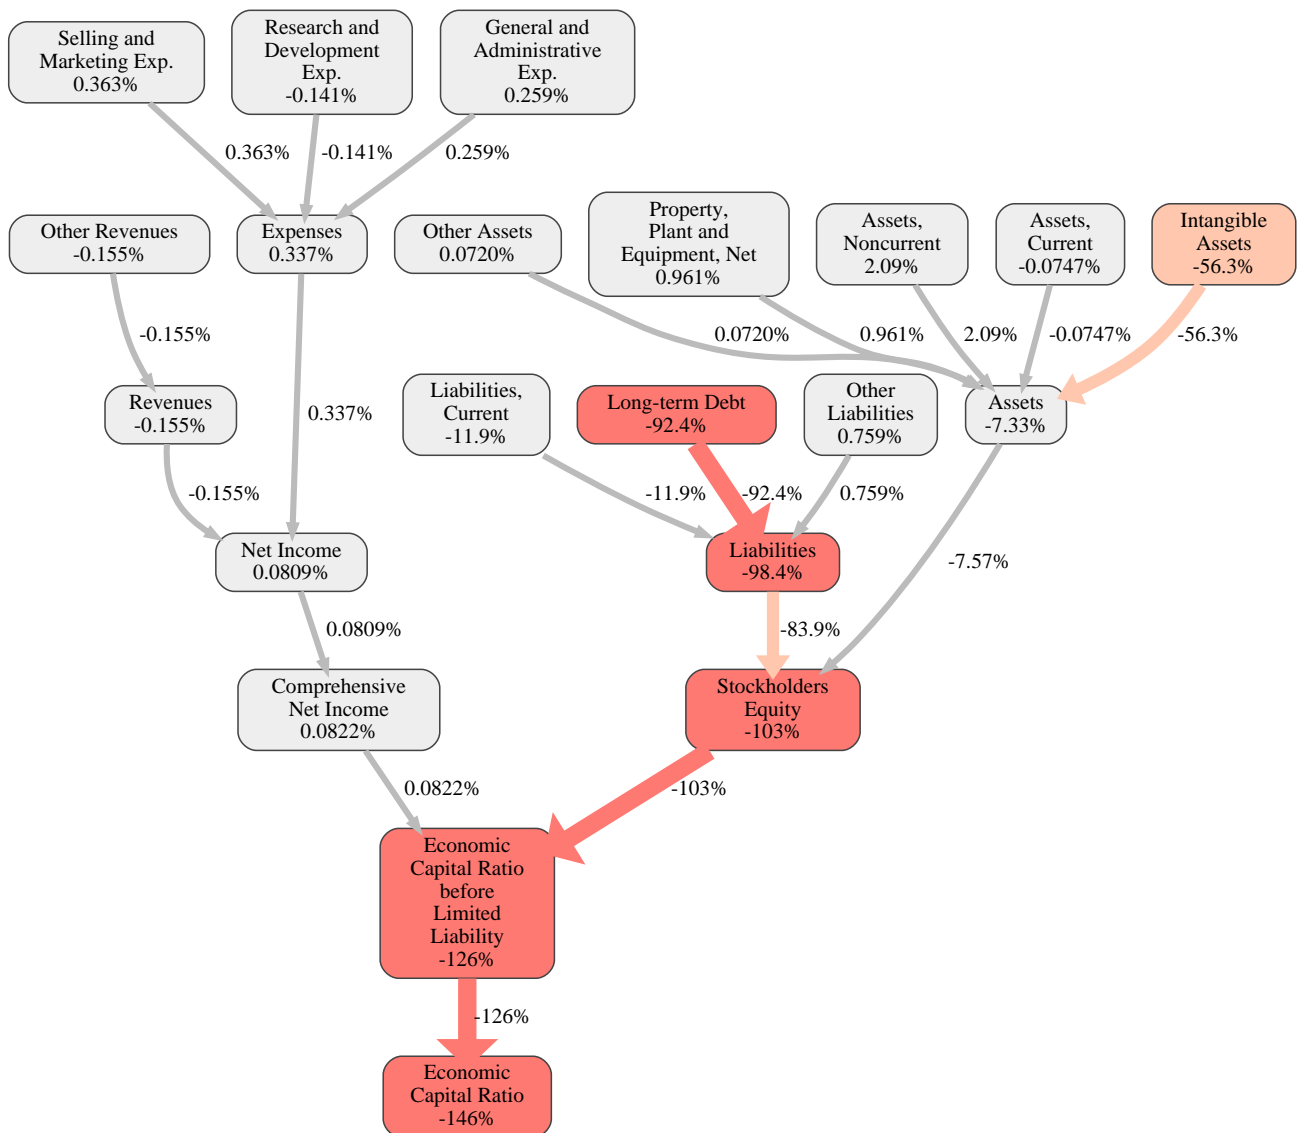 Selling and
Marketing Exp.
0.363%
Research and
Development
Exp.
-0.141%
General and
Administrative
Exp.
0.259%
0.363%
-0.141%
0.259%
Other Revenues
-0.155%
Expenses
0.337%
Other Assets
0.0720%
Property,
Plant and
Equipment, Net
0.961%
Assets,
Noncurrent
2.09%
Assets,
Current
-0.0747%
Intangible
Assets
-56.3%
-0.155%
0.0720%
0.961%
2.09%
-0.0747%
-56.3%
Revenues
-0.155%
0.337%
Liabilities,
Current
-11.9%
Long-term Debt
-92.4%
Other
Liabilities
0.759%
Assets
-7.33%
-0.155%
-11.9%
-92.4%
0.759%
Net Income
0.0809%
Liabilities
-98.4%
-7.57%
0.0809%
-83.9%
Comprehensive
Net Income
0.0822%
Stockholders
Equity
-103%
0.0822%
-103%
Economic
Capital Ratio
before
Limited
Liability
-126%
-126%
Economic
Capital Ratio
-146%